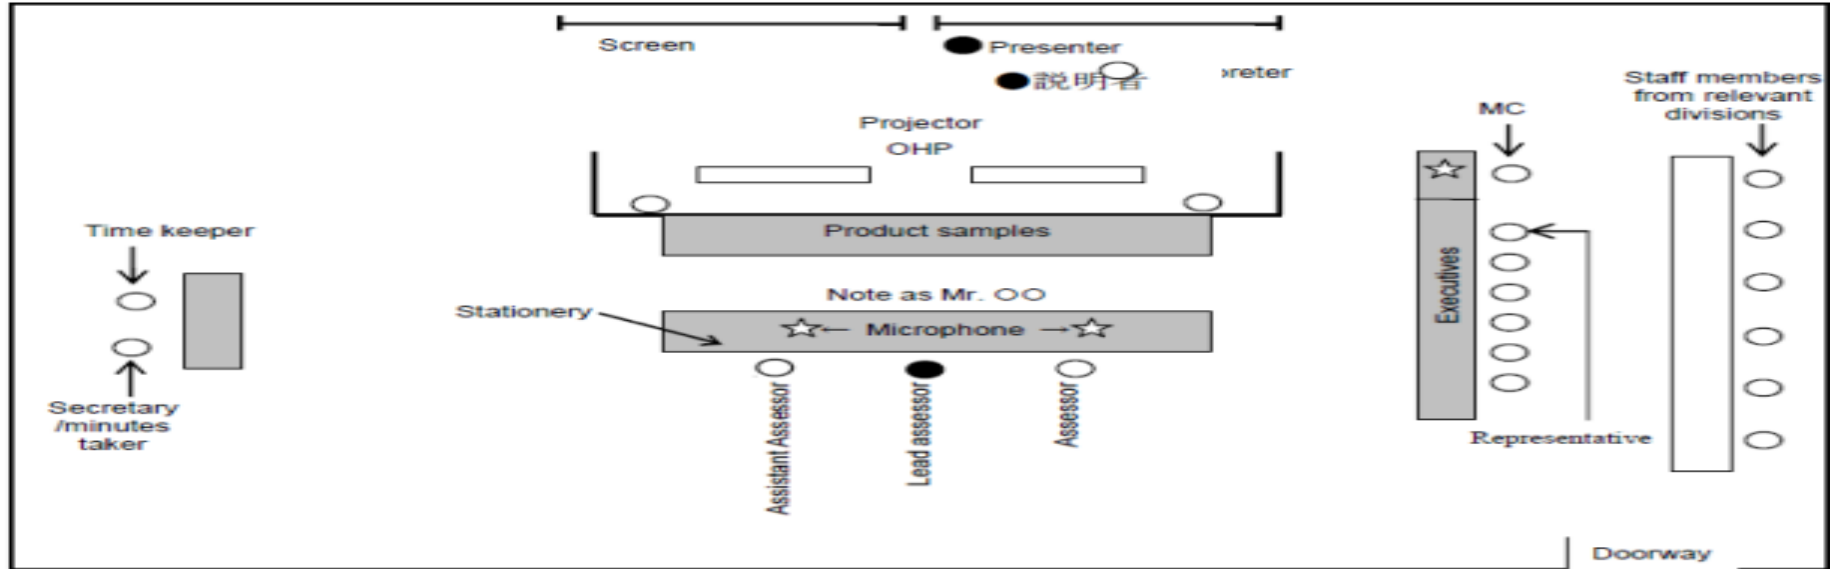 Screen
Presenter
説明者
preter
Staff members
from relevant
divisions
MC
Projector
OHP
Time keeper
Product samples
Executives
Note as Mr. ○○
Stationery
← Microphone →
Secretary
/minutes
taker
Assistant Assessor
Lead assessor
Assessor
Representative
Doorway